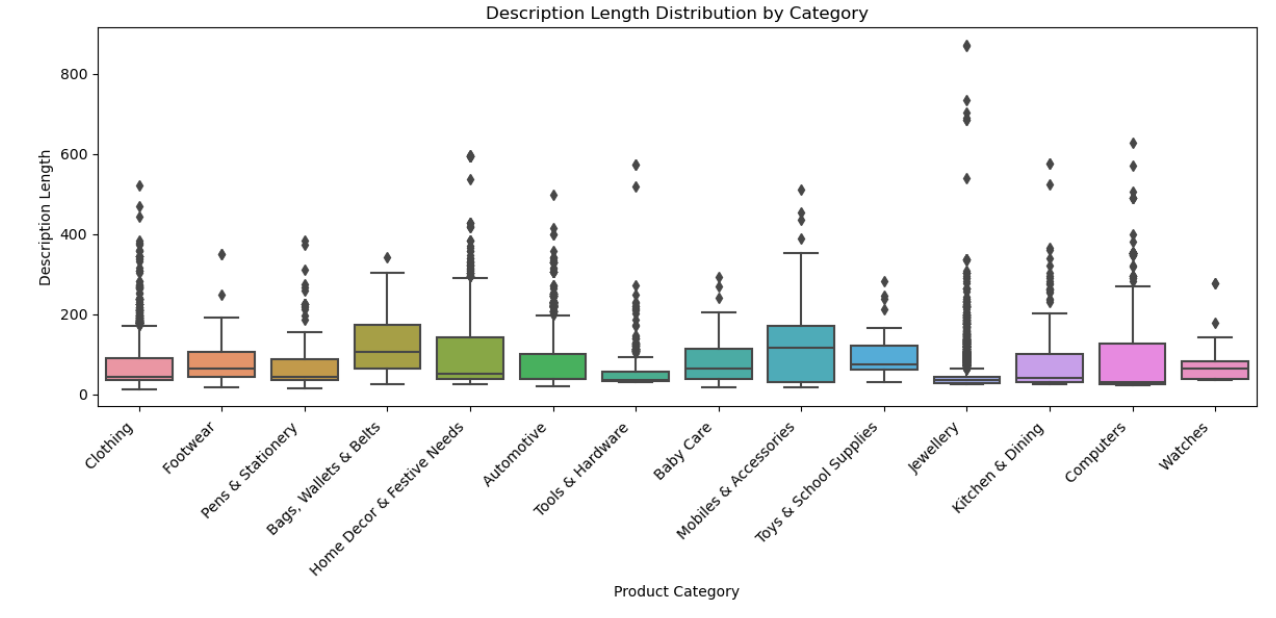 Description Length Distribution by Category
Description Length
800
600
400
200
0
Clothing
Footwear
Pens & Stationery
Bags, Wallets & Belts
Home Decor & Festive Needs
Automotive
Tools & Hardware
Baby Care
Mobiles & Accessories
Toys & School Supplies
Jewellery
Kitchen & Dining
Computers
Watches
Product Category